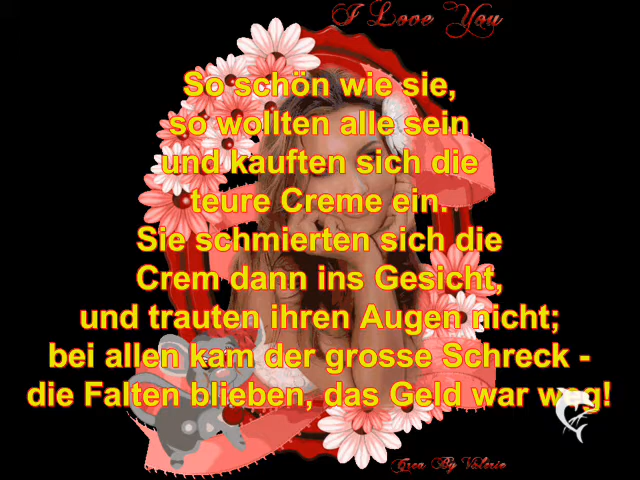 I Love You
So schön wie sie,
so wollten alle sein
und kauften sich die
teure Creme ein.
Sie schmierten sich die
Crem dann ins Gesicht,
und trauten ihren Augen nicht;
bei allen kam der grosse Schreck -
die Falten blieben, das Geld war weg!
Crea By Valerie